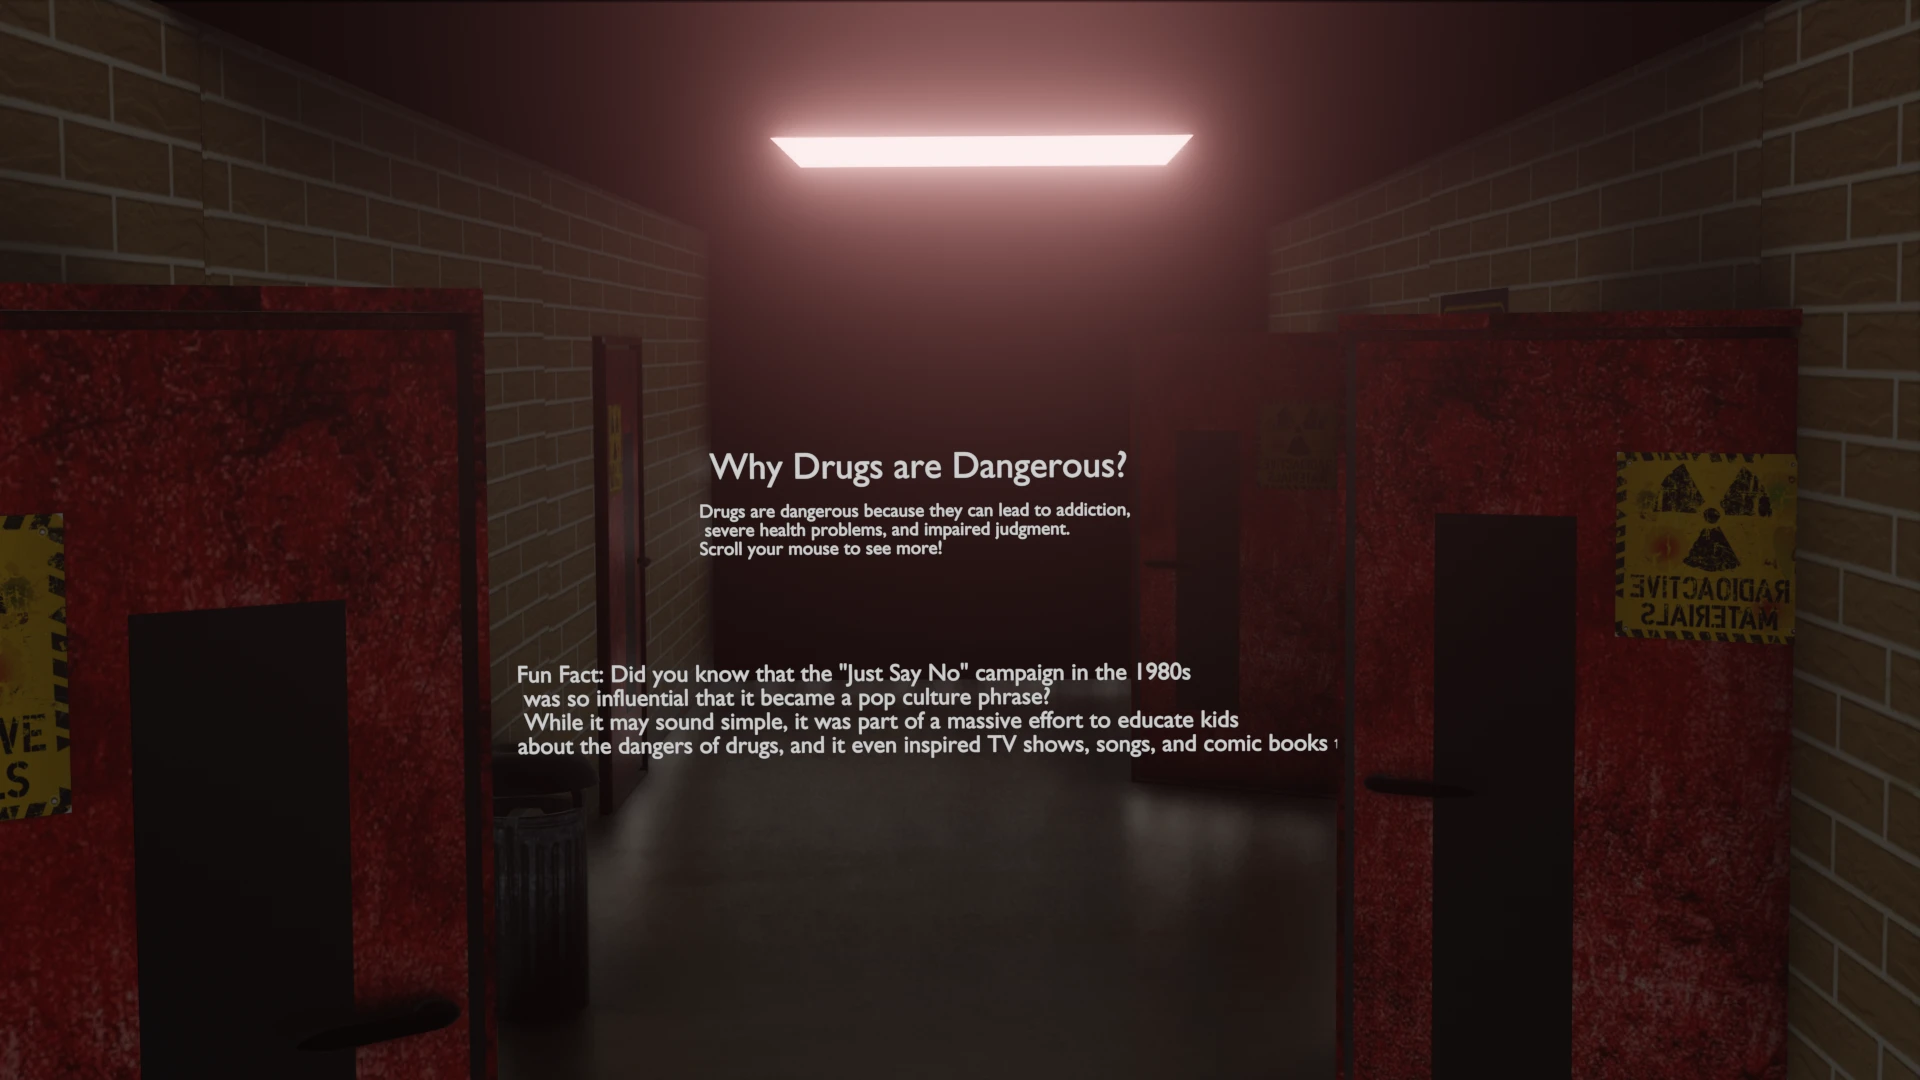 Why Drugs are Dangerous?
Drugs are dangerous because they can lead to addiction,
severe health problems, and impaired judgment.
Scroll your mouse to see more!
RADIOACTIVE
MATERIALS
Fun Fact: Did you know that the "Just Say No" campaign in the 1980s
was so influential that it became a pop culture phrase?
While it may sound simple, it was part of a massive effort to educate kids
about the dangers of drugs, and it even inspired TV shows, songs, and comic books
VE
LS